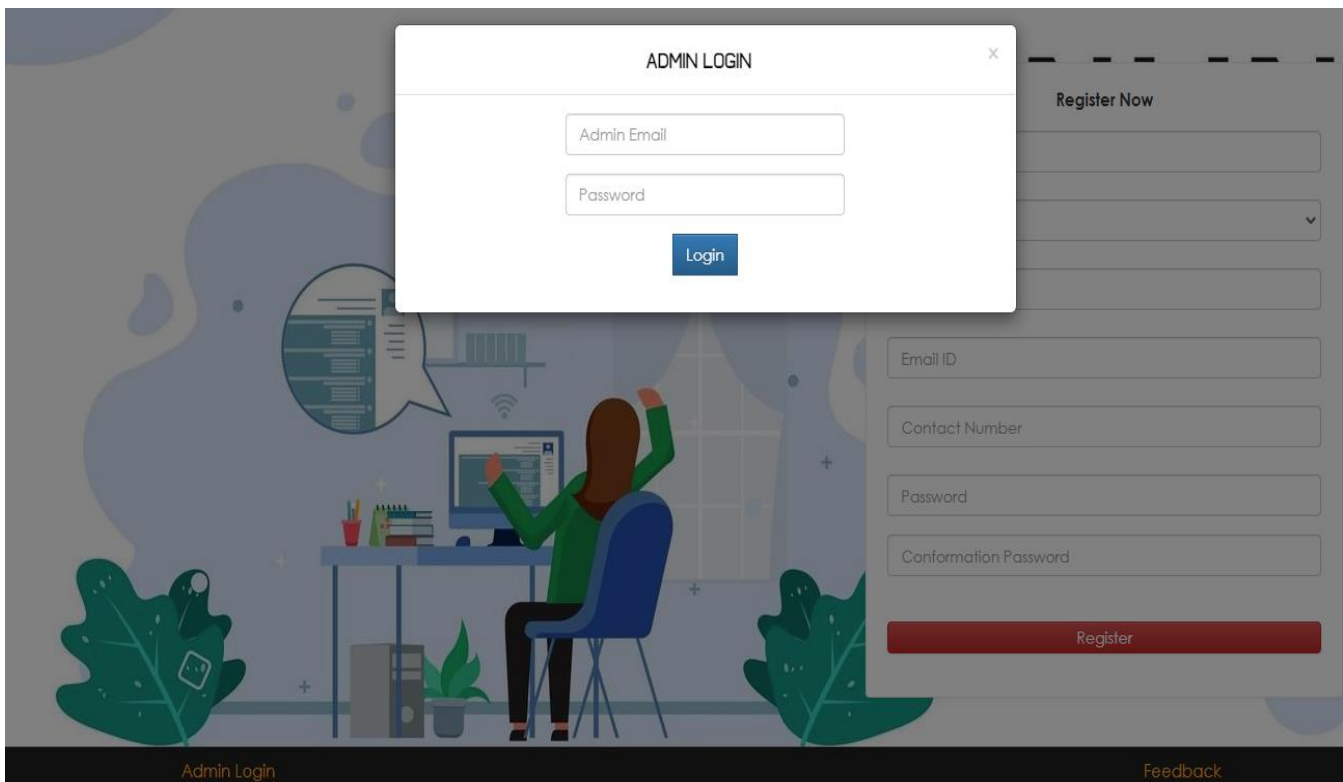 ADMIN LOGIN
×
Admin Email
Password
Login
Register Now
Email ID
Contact Number
Password
Conformation Password
Register
Admin Login
Feedback